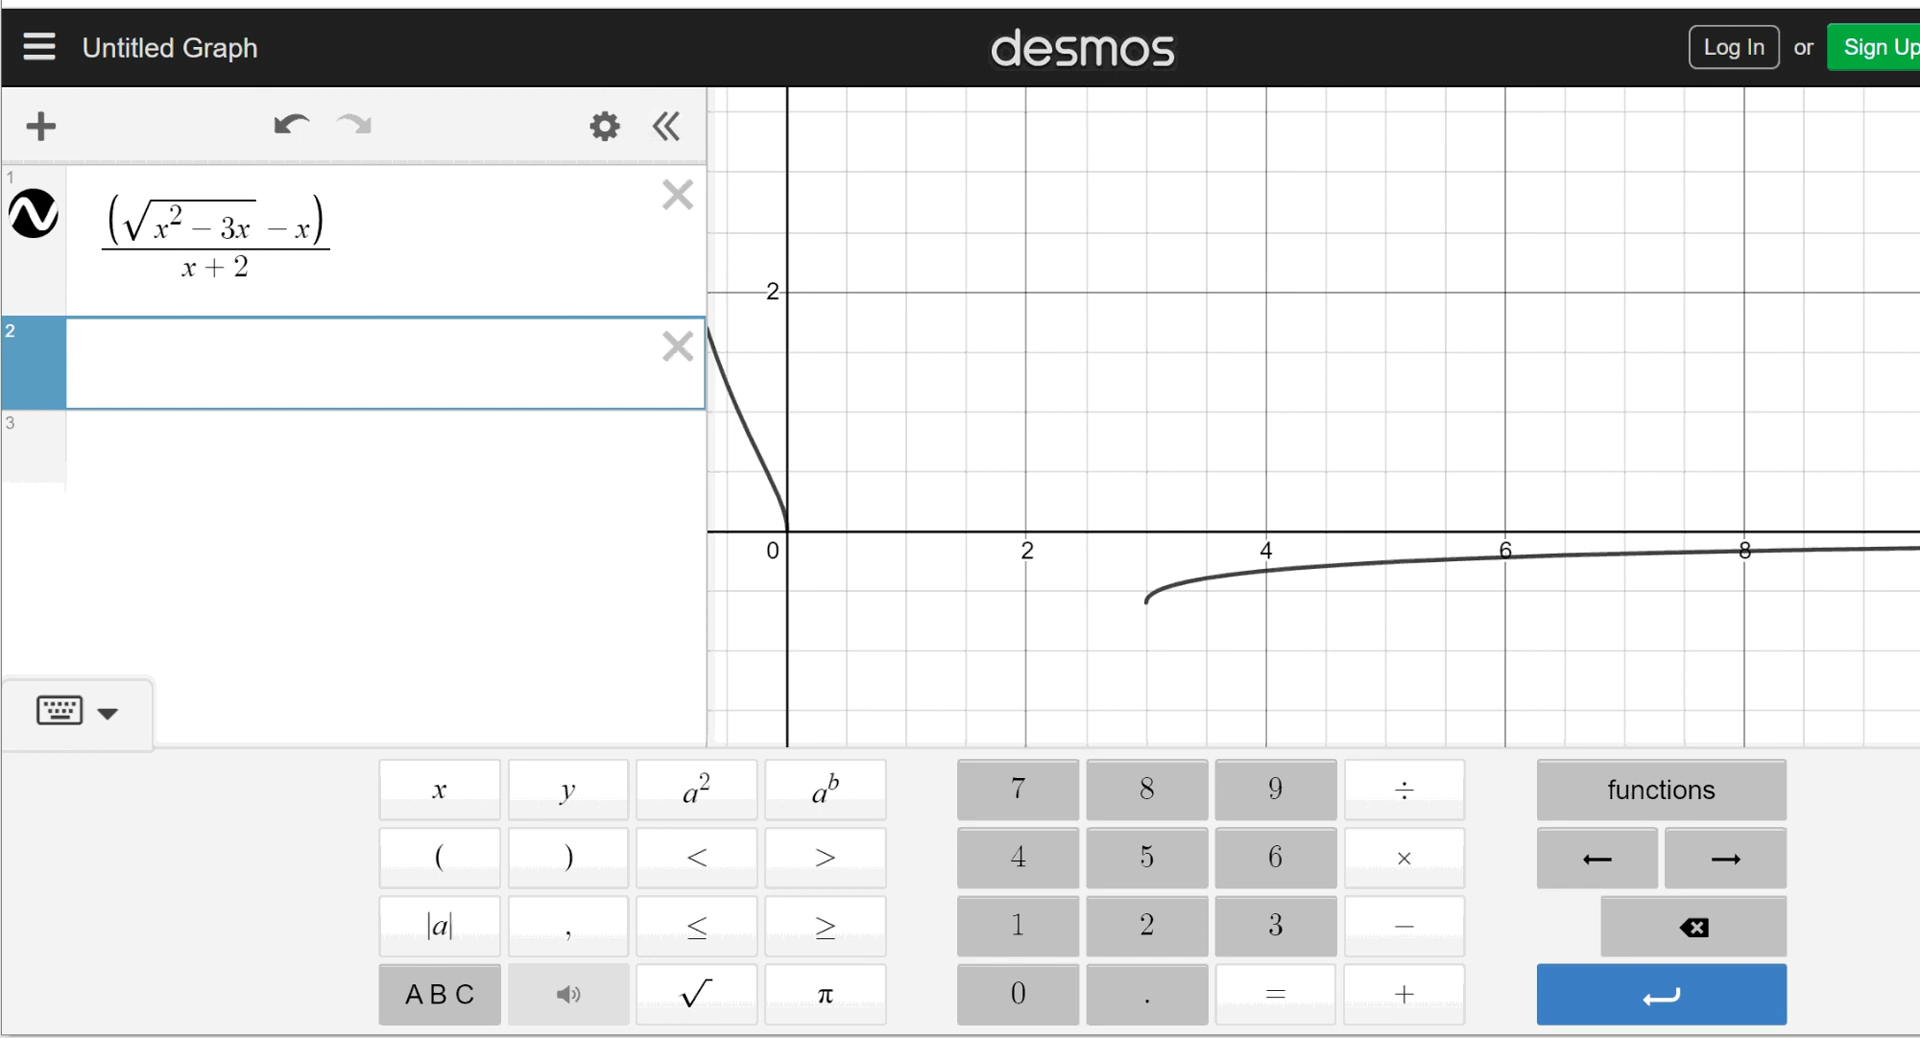 Untitled Graph desmos Log In or Sign Up
1
(√x² − 3x − x)
x + 2
2
3
2
0 2 4 6 8
x y a² aᵇ 7 8 9 ÷ functions
( ) < > 4 5 6 × ← →
|a| , ≤ ≥ 1 2 3 −
A B C √ π 0 . = +